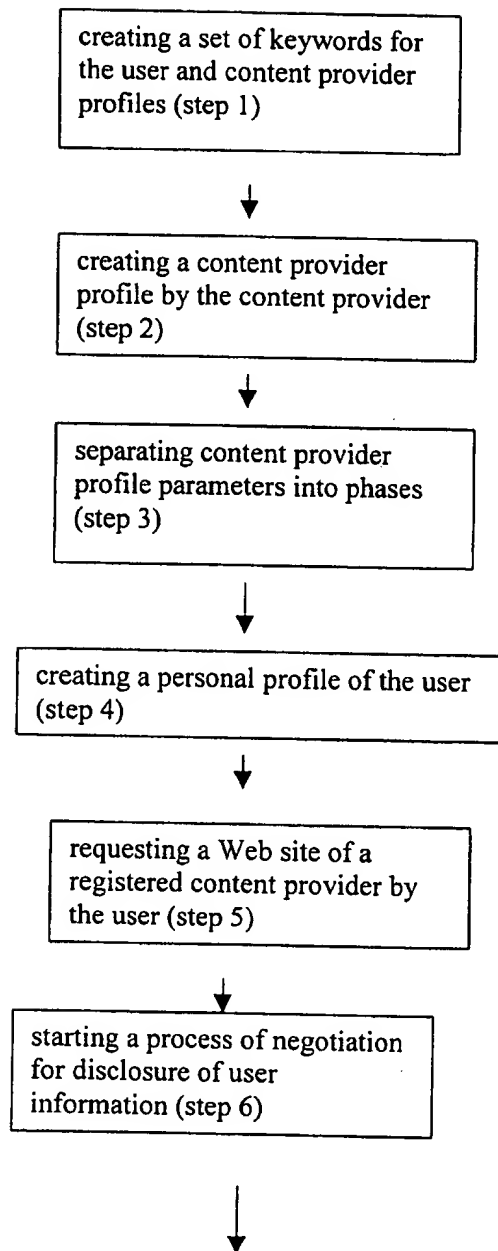 creating a set of keywords for
the user and content provider
profiles (step 1)
creating a content provider
profile by the content provider
(step 2)
separating content provider
profile parameters into phases
(step 3)
creating a personal profile of the user
(step 4)
requesting a Web site of a
registered content provider by
the user (step 5)
starting a process of negotiation
for disclosure of user
information (step 6)